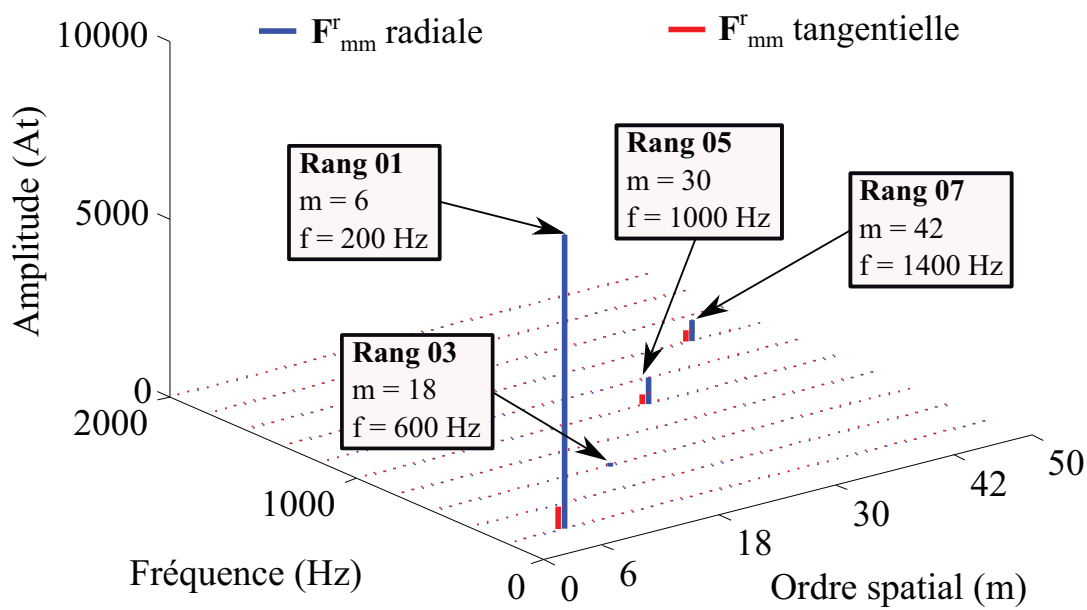 F^r_mm radiale
F^r_mm tangentielle
Amplitude (At)
10000
5000
0
Rang 01
m = 6
f = 200 Hz
Rang 05
m = 30
f = 1000 Hz
Rang 07
m = 42
f = 1400 Hz
Rang 03
m = 18
f = 600 Hz
2000
1000
0
Fréquence (Hz)
0
6
18
30
42
50
Ordre spatial (m)